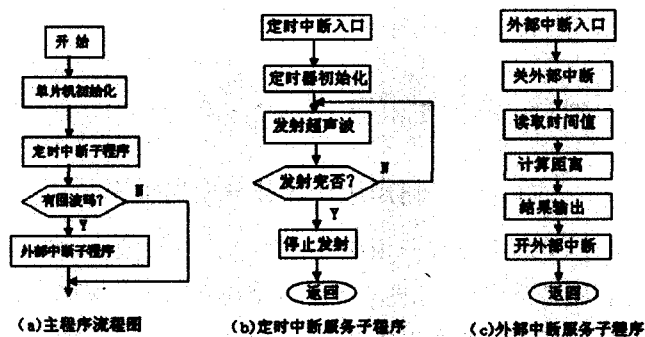 开 始
单片机初始化
定时中断子程序
有回波吗?
N
Y
外部中断子程序
(a)主程序流程图
定时中断入口
定时器初始化
发射超声波
发射完否?
N
Y
停止发射
返回
(b)定时中断服务子程序
外部中断入口
关外部中断
读取时间值
计算距离
结果输出
开外部中断
返回
(c)外部中断服务子程序